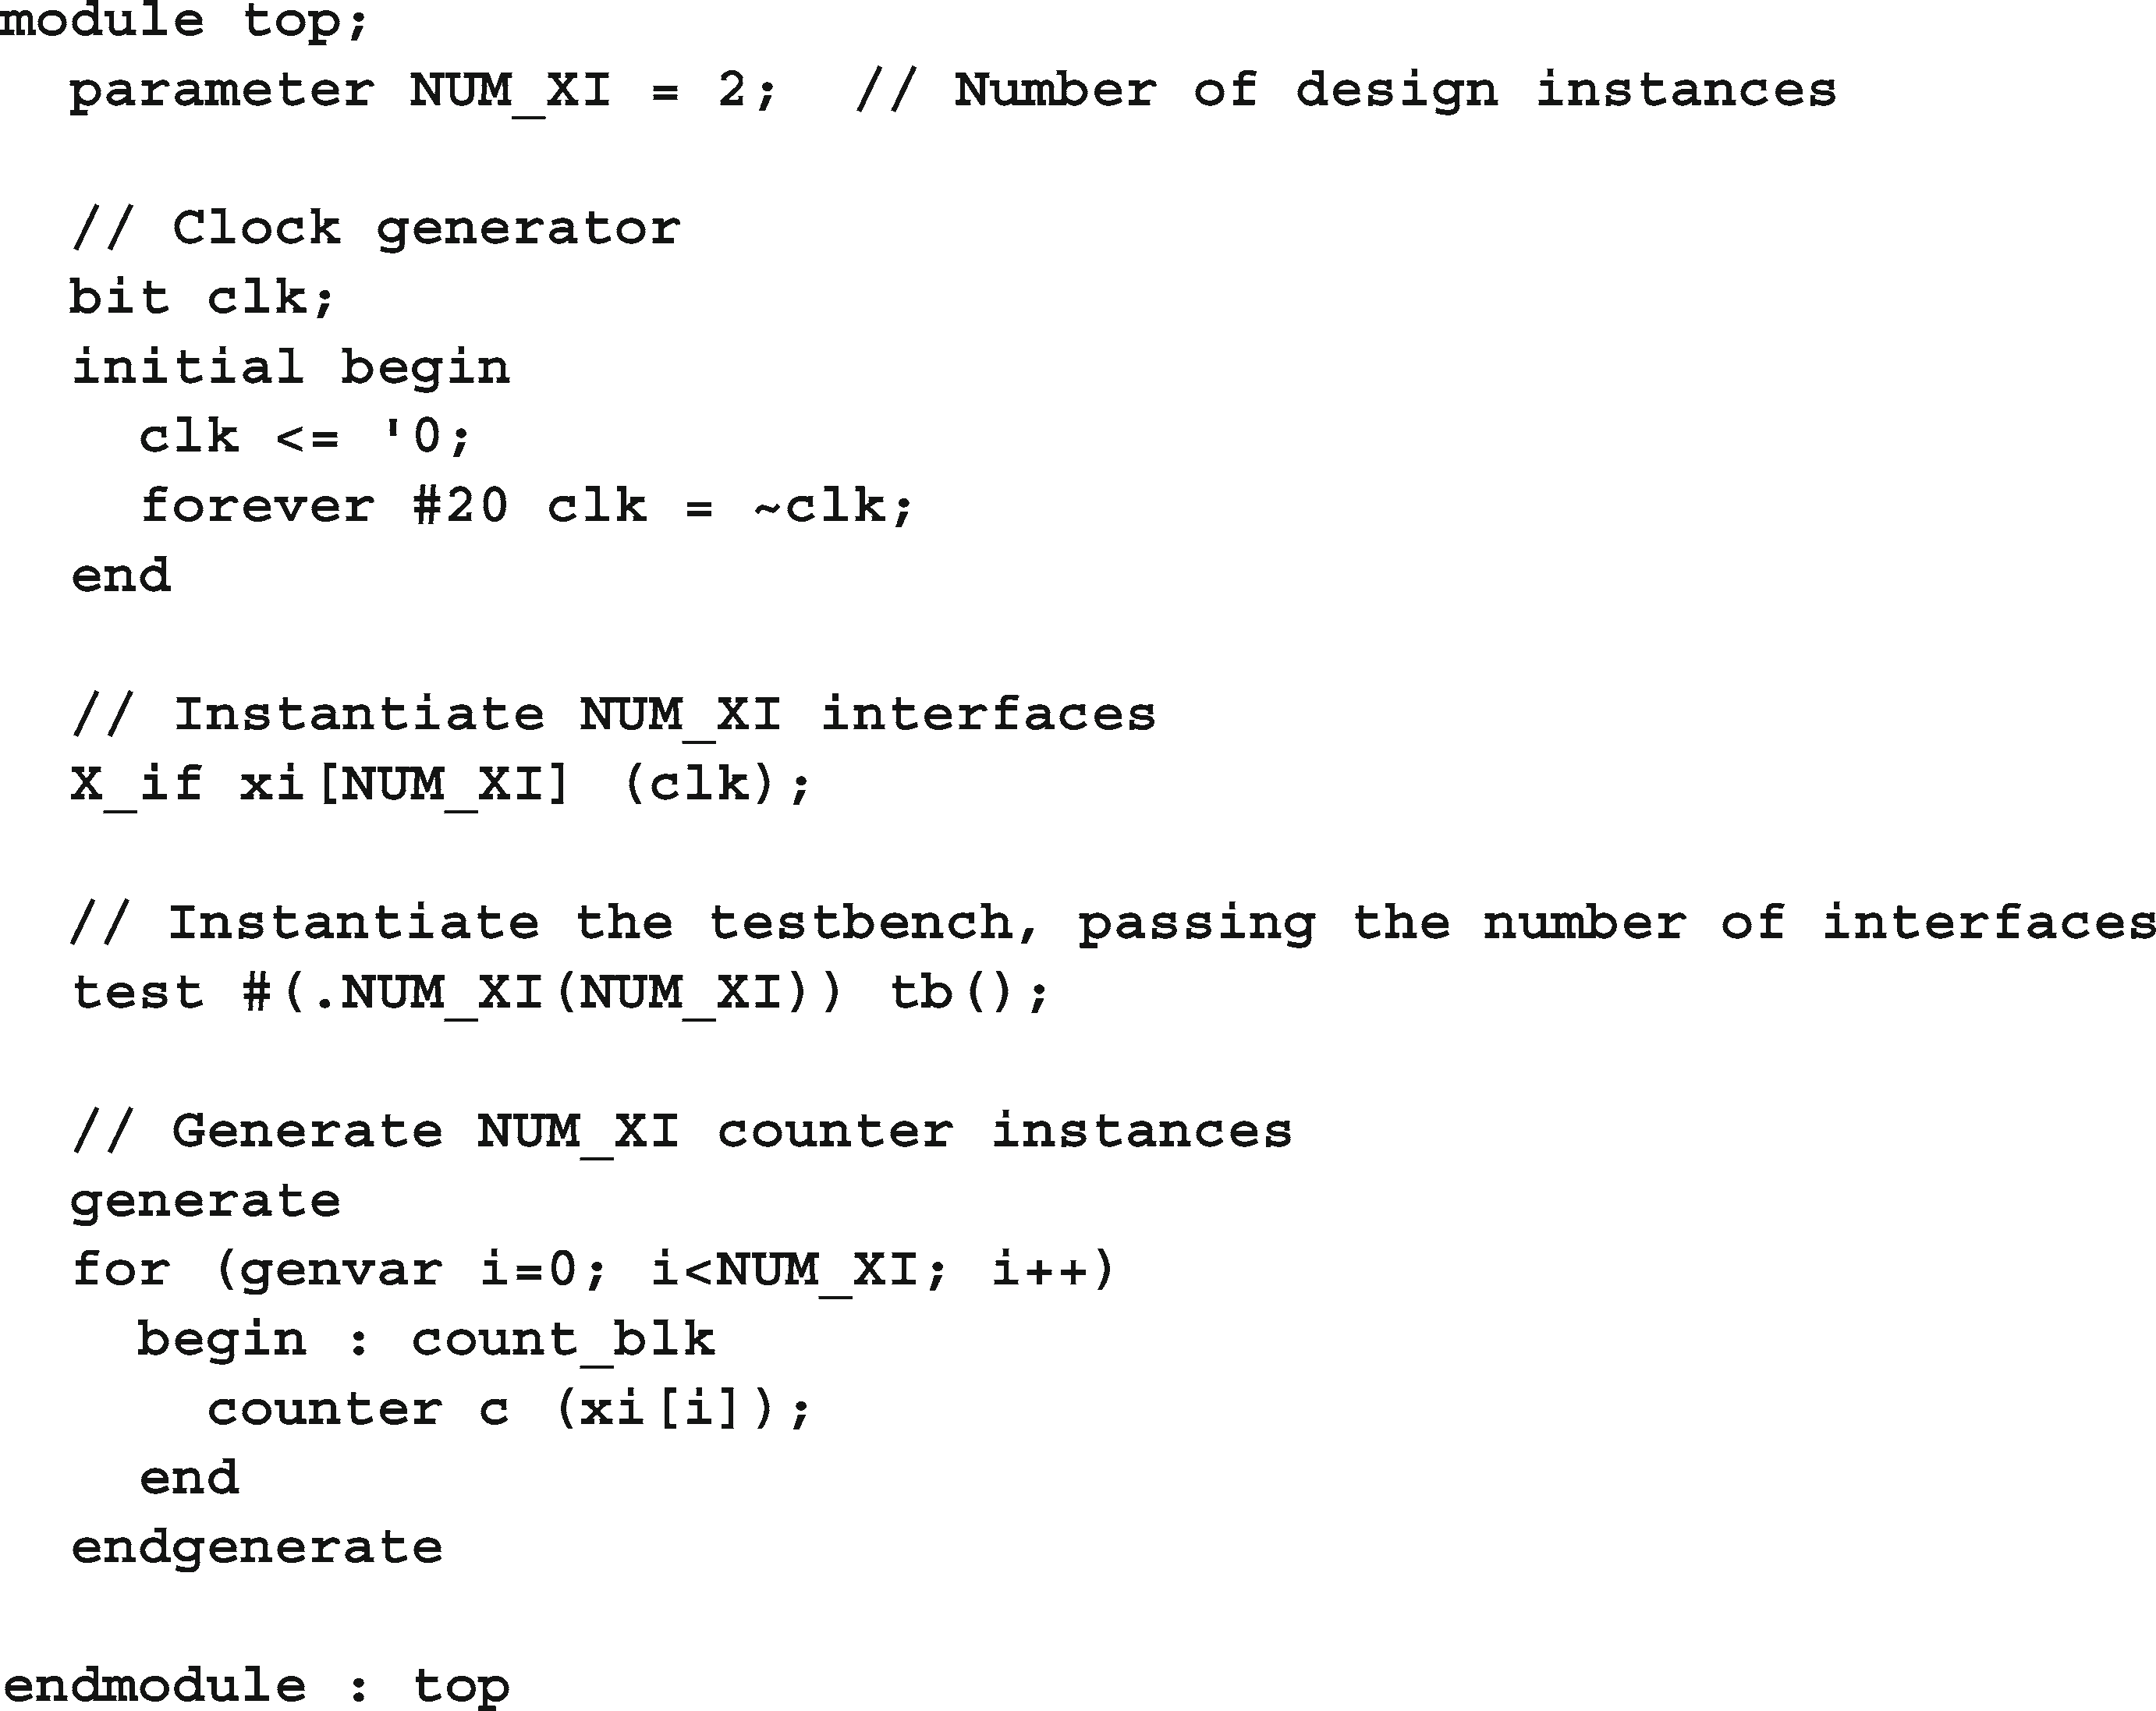 module top;
  parameter NUM_XI = 2;  // Number of design instances

  // Clock generator
  bit clk;
  initial begin
    clk <= '0;
    forever #20 clk = ~clk;
  end

  // Instantiate NUM_XI interfaces
  X_if xi[NUM_XI] (clk);

  // Instantiate the testbench, passing the number of interfaces
  test #(.NUM_XI(NUM_XI)) tb();

  // Generate NUM_XI counter instances
  generate
  for (genvar i=0; i<NUM_XI; i++)
    begin : count_blk
      counter c (xi[i]);
    end
  endgenerate

endmodule : top